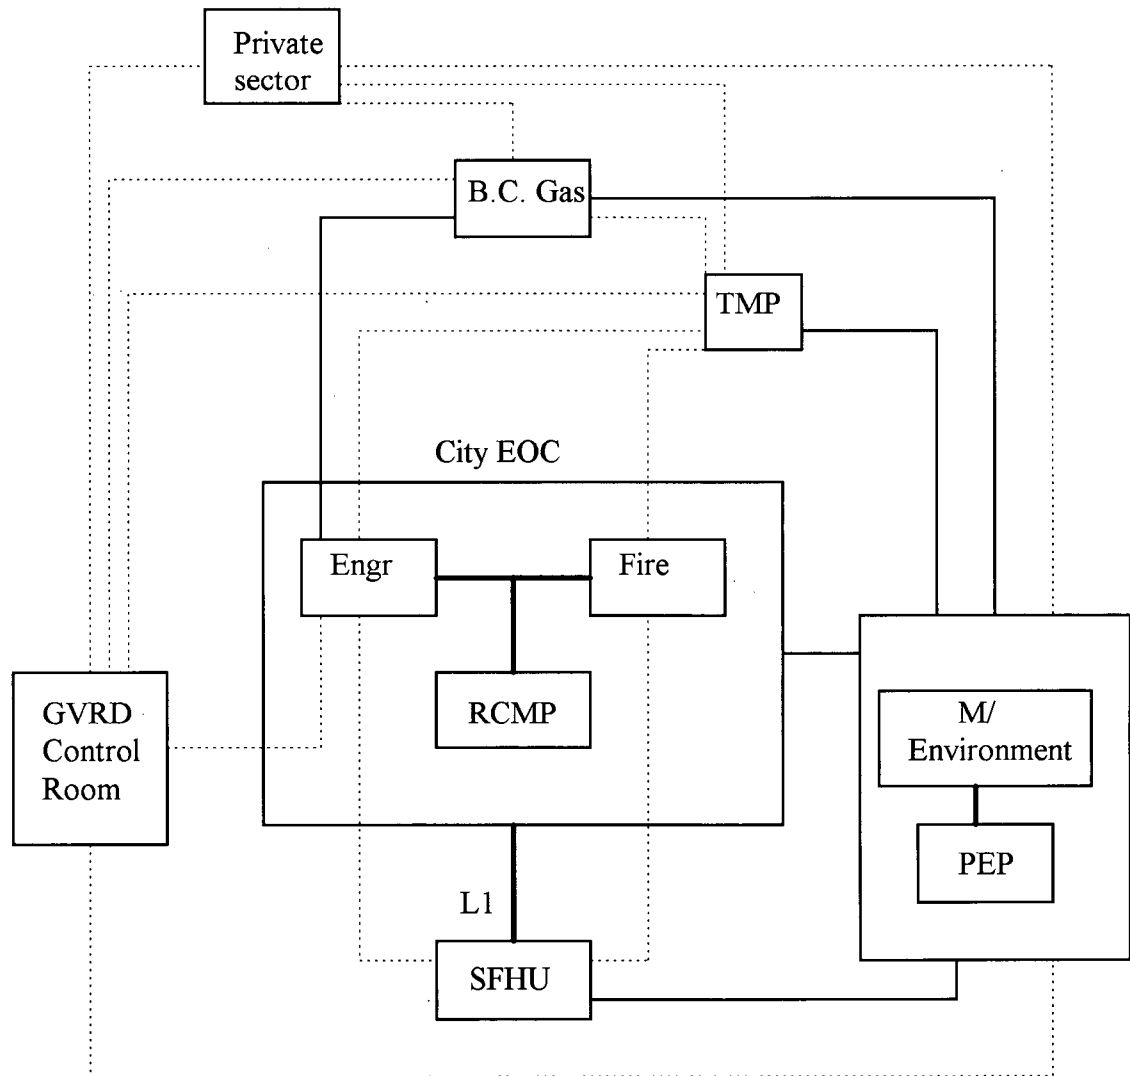 Private
sector
B.C. Gas
TMP
City EOC
Engr
Fire
RCMP
GVRD
Control
Room
M/
Environment
PEP
L1
SFHU